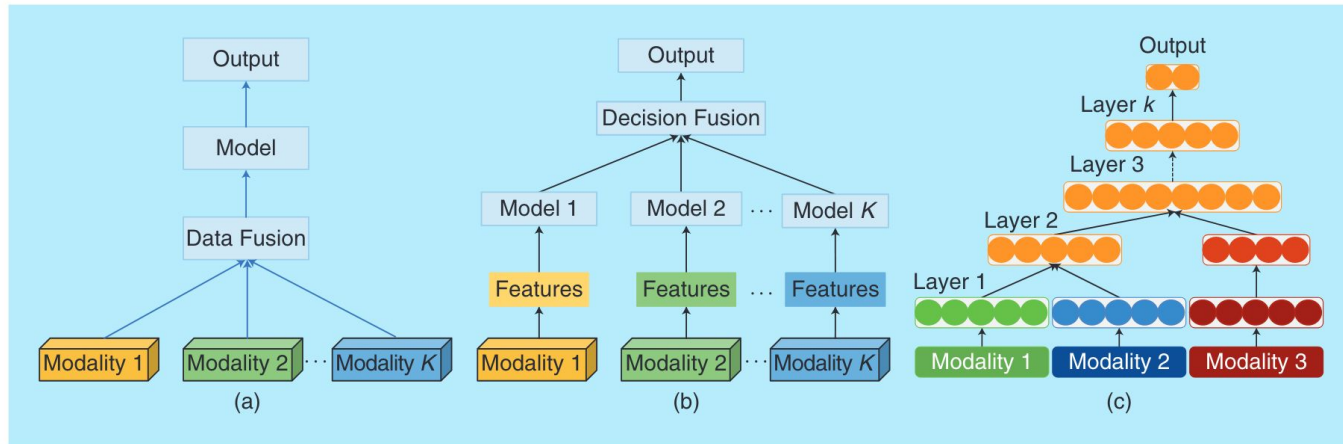 Output
Model
Data Fusion
Modality 1
Modality 2
...
Modality K
(a)
Output
Decision Fusion
Model 1
Model 2
...
Model K
Features
Features
...
Features
Modality 1
Modality 2
...
Modality K
(b)
Output
Layer k
Layer 3
Layer 2
Layer 1
Modality 1
Modality 2
Modality 3
(c)